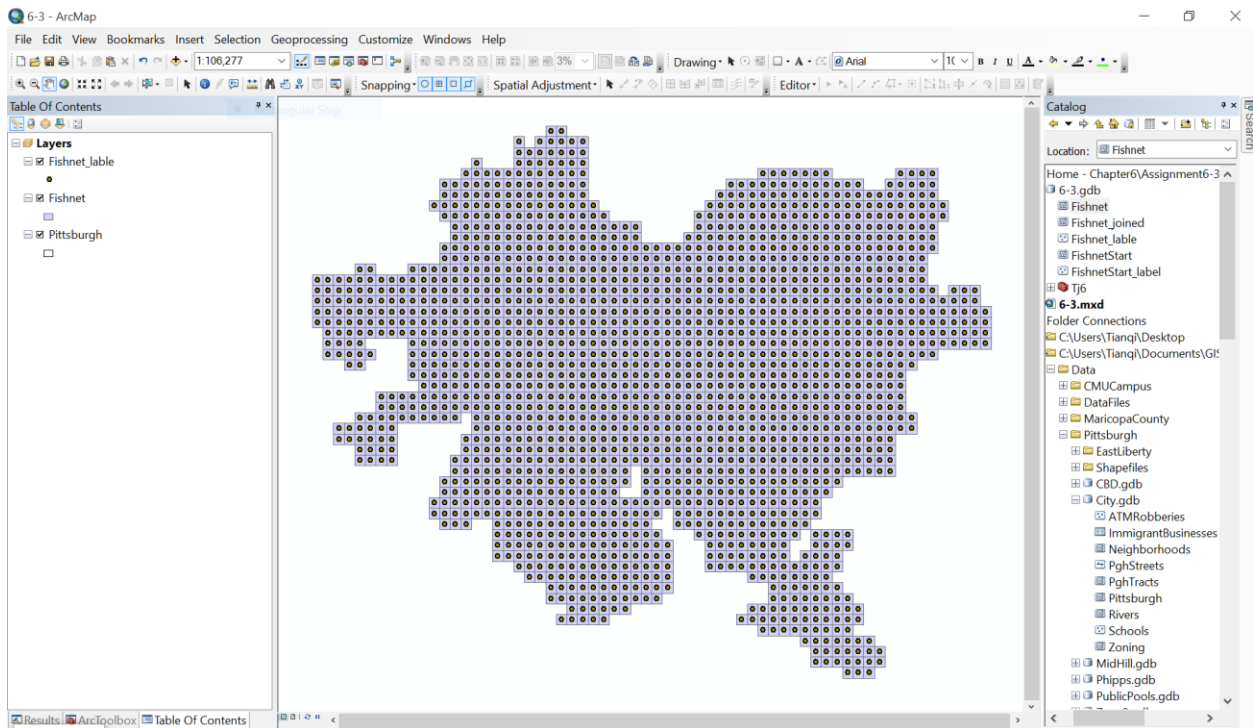 6-3 - ArcMap
File Edit View Bookmarks Insert Selection Geoprocessing Customize Windows Help
1:106,277
3%
Drawing
A
Arial
B I U A
Snapping
Spatial Adjustment
Editor
Table Of Contents
Layers
Fishnet_lable
Fishnet
Pittsburgh
Results ArcToolbox Table Of Contents
Catalog
Location: Fishnet
Home - Chapter6\Assignment6-3
6-3.gdb
Fishnet
Fishnet_joined
Fishnet_lable
FishnetStart
FishnetStart_label
Tj6
6-3.mxd
Folder Connections
C:\Users\Tianqi\Desktop
C:\Users\Tianqi\Documents\GIS
Data
CMUCampus
DataFiles
MaricopaCounty
Pittsburgh
EastLiberty
Shapefiles
CBD.gdb
City.gdb
ATMRobberies
ImmigrantBusinesses
Neighborhoods
PghStreets
PghTracts
Pittsburgh
Rivers
Schools
Zoning
MidHill.gdb
Phipps.gdb
PublicPools.gdb
Search